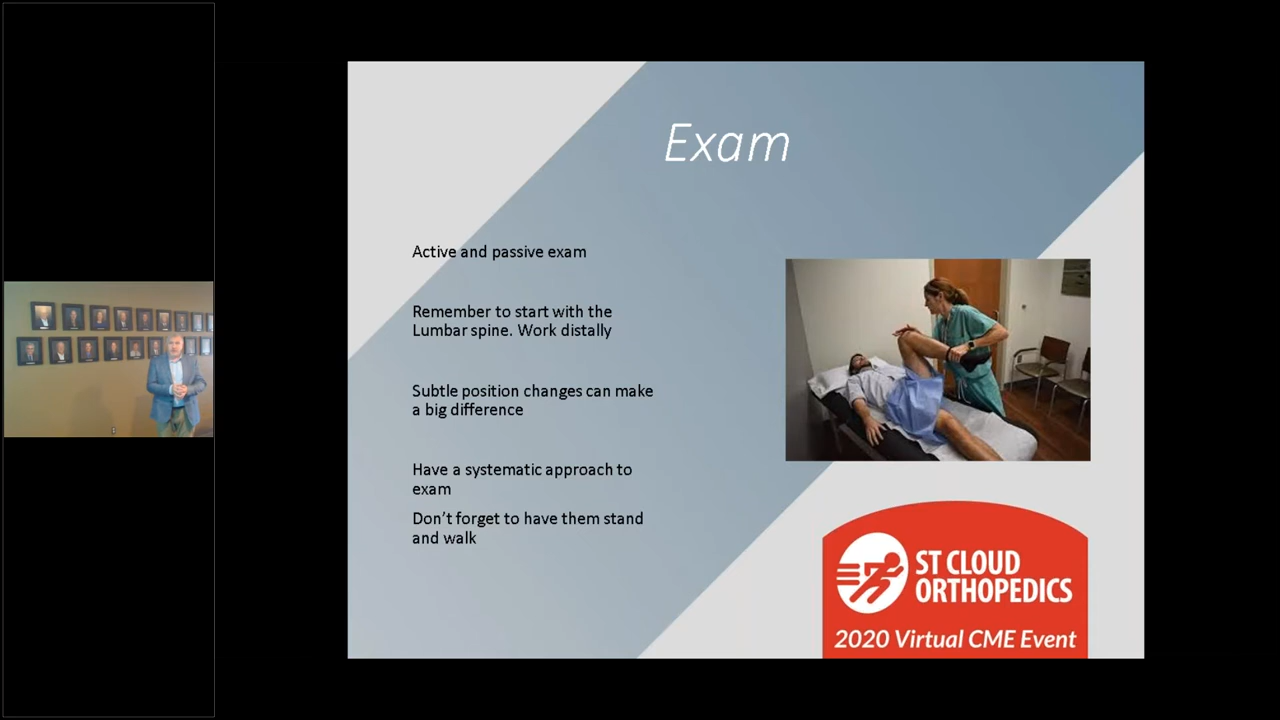 Exam
Active and passive exam
Remember to start with the
Lumbar spine. Work distally
Subtle position changes can make
a big difference
Have a systematic approach to
exam
Don't forget to have them stand
and walk
ST CLOUD
ORTHOPEDICS
2020 Virtual CME Event